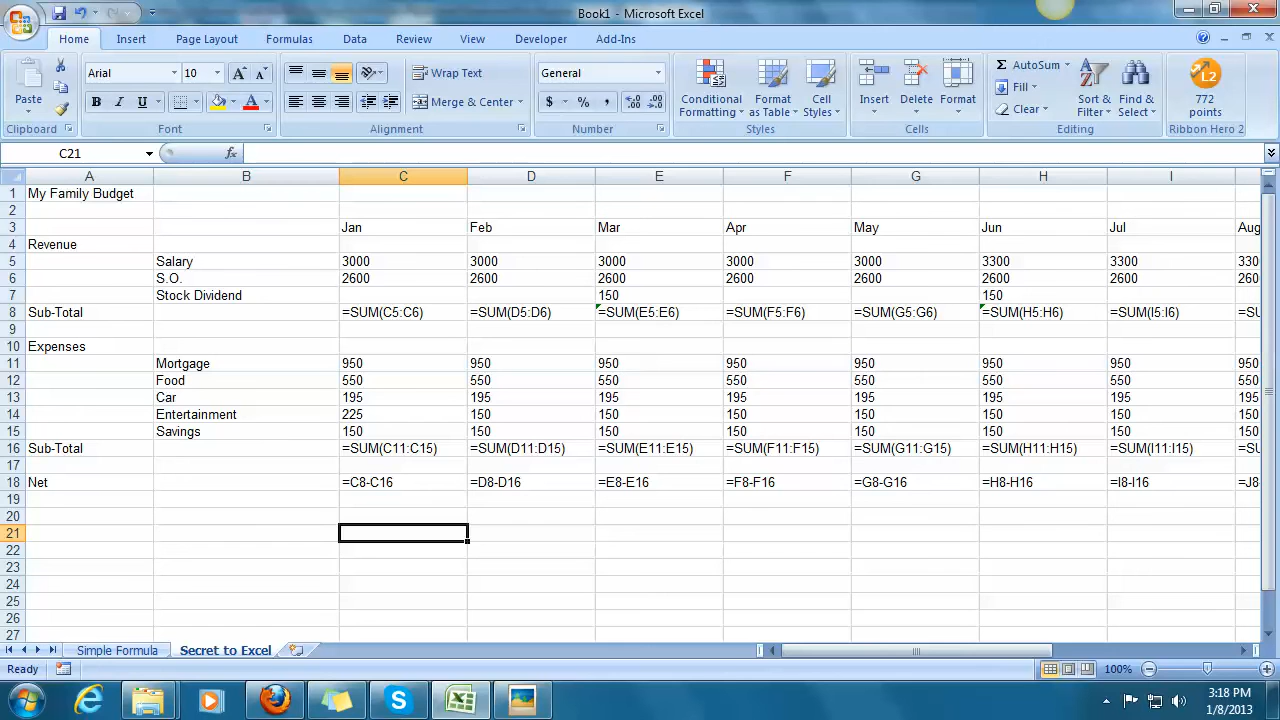 Book1 - Microsoft Excel
Home Insert Page Layout Formulas Data Review View Developer Add-Ins
Paste
Clipboard
Arial 10
B I U
Font
Wrap Text
Merge & Center
Alignment
General
$ % ,
Number
Conditional Formatting
Format as Table
Cell Styles
Styles
Insert Delete Format
Cells
Σ AutoSum
Fill
Clear
Sort & Filter
Find & Select
Editing
L2
772 points
Ribbon Hero 2
C21 fx
A B C D E F G H I
1 My Family Budget
2
3 Jan Feb Mar Apr May Jun Jul Aug
4 Revenue
5 Salary 3000 3000 3000 3000 3000 3300 3300 330
6 S.O. 2600 2600 2600 2600 2600 2600 2600 260
7 Stock Dividend 150 150
8 Sub-Total =SUM(C5:C6) =SUM(D5:D6) =SUM(E5:E6) =SUM(F5:F6) =SUM(G5:G6) =SUM(H5:H6) =SUM(I5:I6) =SU
9
10 Expenses
11 Mortgage 950 950 950 950 950 950 950 950
12 Food 550 550 550 550 550 550 550 550
13 Car 195 195 195 195 195 195 195 195
14 Entertainment 225 150 150 150 150 150 150 150
15 Savings 150 150 150 150 150 150 150 150
16 Sub-Total =SUM(C11:C15) =SUM(D11:D15) =SUM(E11:E15) =SUM(F11:F15) =SUM(G11:G15) =SUM(H11:H15) =SUM(I11:I15) =SU
17
18 Net =C8-C16 =D8-D16 =E8-E16 =F8-F16 =G8-G16 =H8-H16 =I8-I16 =J8-
19
20
21
22
23
24
25
26
27
Simple Formula Secret to Excel
Ready 100%
3:18 PM
1/8/2013